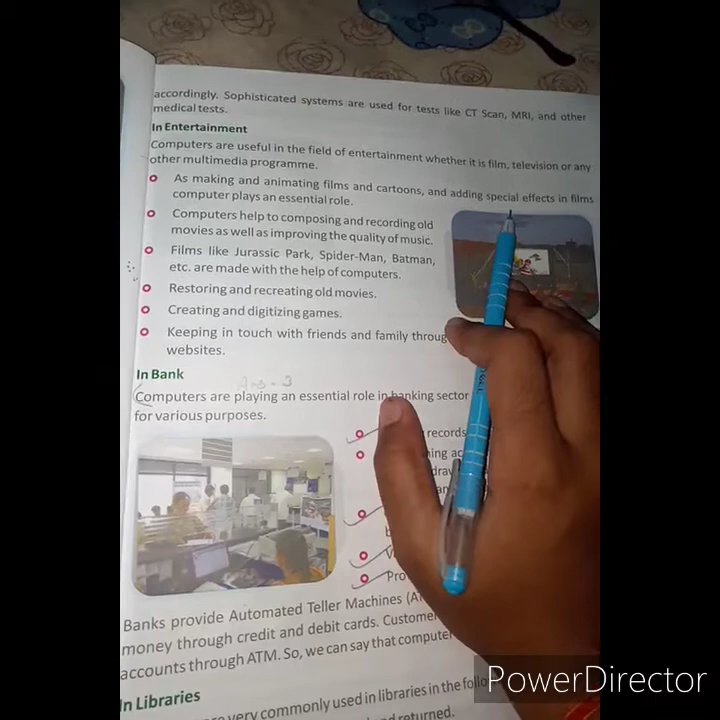 accordingly. Sophisticated systems are used for tests like CT Scan, MRI, and other
medical tests.
In Entertainment
Computers are useful in the field of entertainment whether it is film, television or any
other multimedia programme.
As making and animating films and cartoons, and adding special effects in films
computer plays an essential role.
Computers help to composing and recording old
movies as well as improving the quality of music.
Films like Jurassic Park, Spider-Man, Batman,
etc. are made with the help of computers.
Restoring and recreating old movies.
Creating and digitizing games.
Keeping in touch with friends and family throug
websites.
In Bank
Ans - 3
Computers are playing an essential role in banking sector
for various purposes.
records
Banks provide Automated Teller Machines
money through credit and debit cards.
accounts through ATM. So, we can say that computer
In Libraries
very commonly used in libraries in the
returned.
PowerDirector